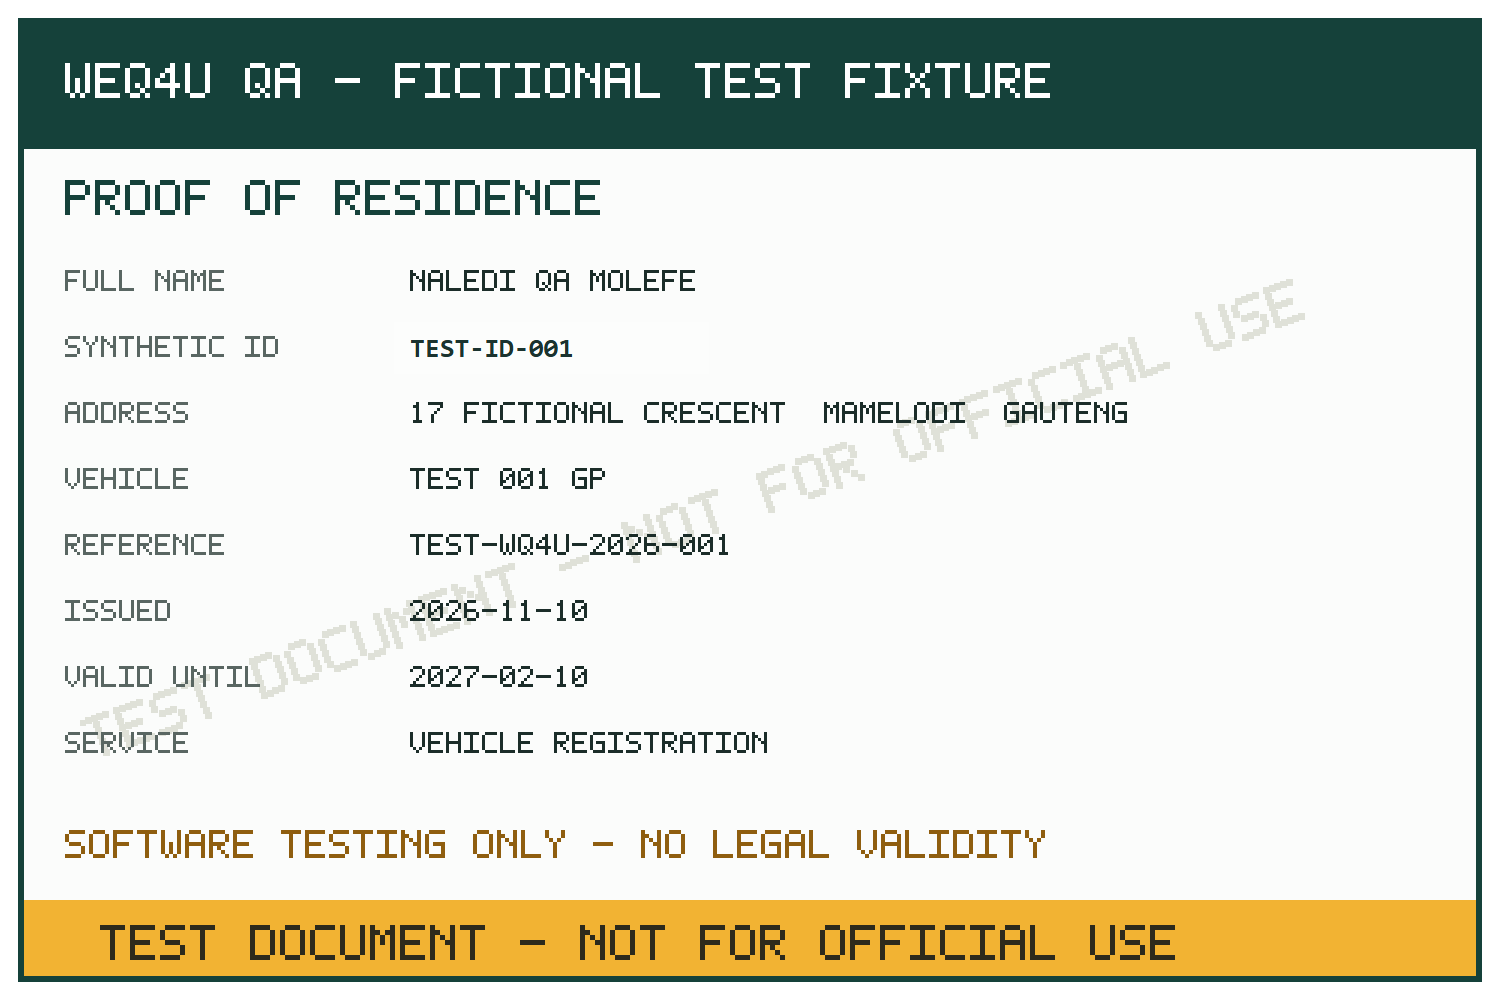 WEQ4U QA – FICTIONAL TEST FIXTURE
PROOF OF RESIDENCE
FULL NAME NALEDI QA MOLEFE
SYNTHETIC ID TEST-ID-001
ADDRESS 17 FICTIONAL CRESCENT MAMELODI GAUTENG
VEHICLE TEST 001 GP
REFERENCE TEST-WQ4U-2026-001
ISSUED 2026-11-10
VALID UNTIL 2027-02-10
SERVICE VEHICLE REGISTRATION
TEST DOCUMENT – NOT FOR OFFICIAL USE
SOFTWARE TESTING ONLY – NO LEGAL VALIDITY
TEST DOCUMENT – NOT FOR OFFICIAL USE